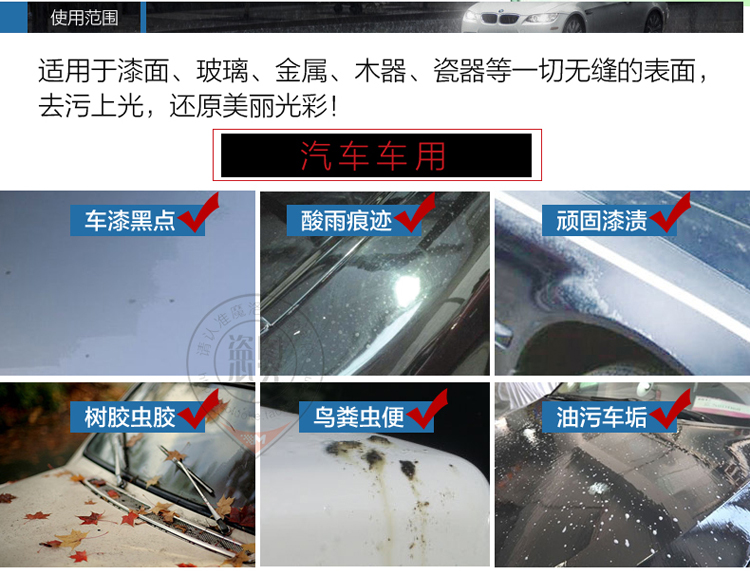 使用范围
适用于漆面、玻璃、金属、木器、瓷器等一切无缝的表面，
去污上光，还原美丽光彩！
汽车车用
车漆黑点
酸雨痕迹
顽固漆渍
树胶虫胶
鸟粪虫便
油污车垢